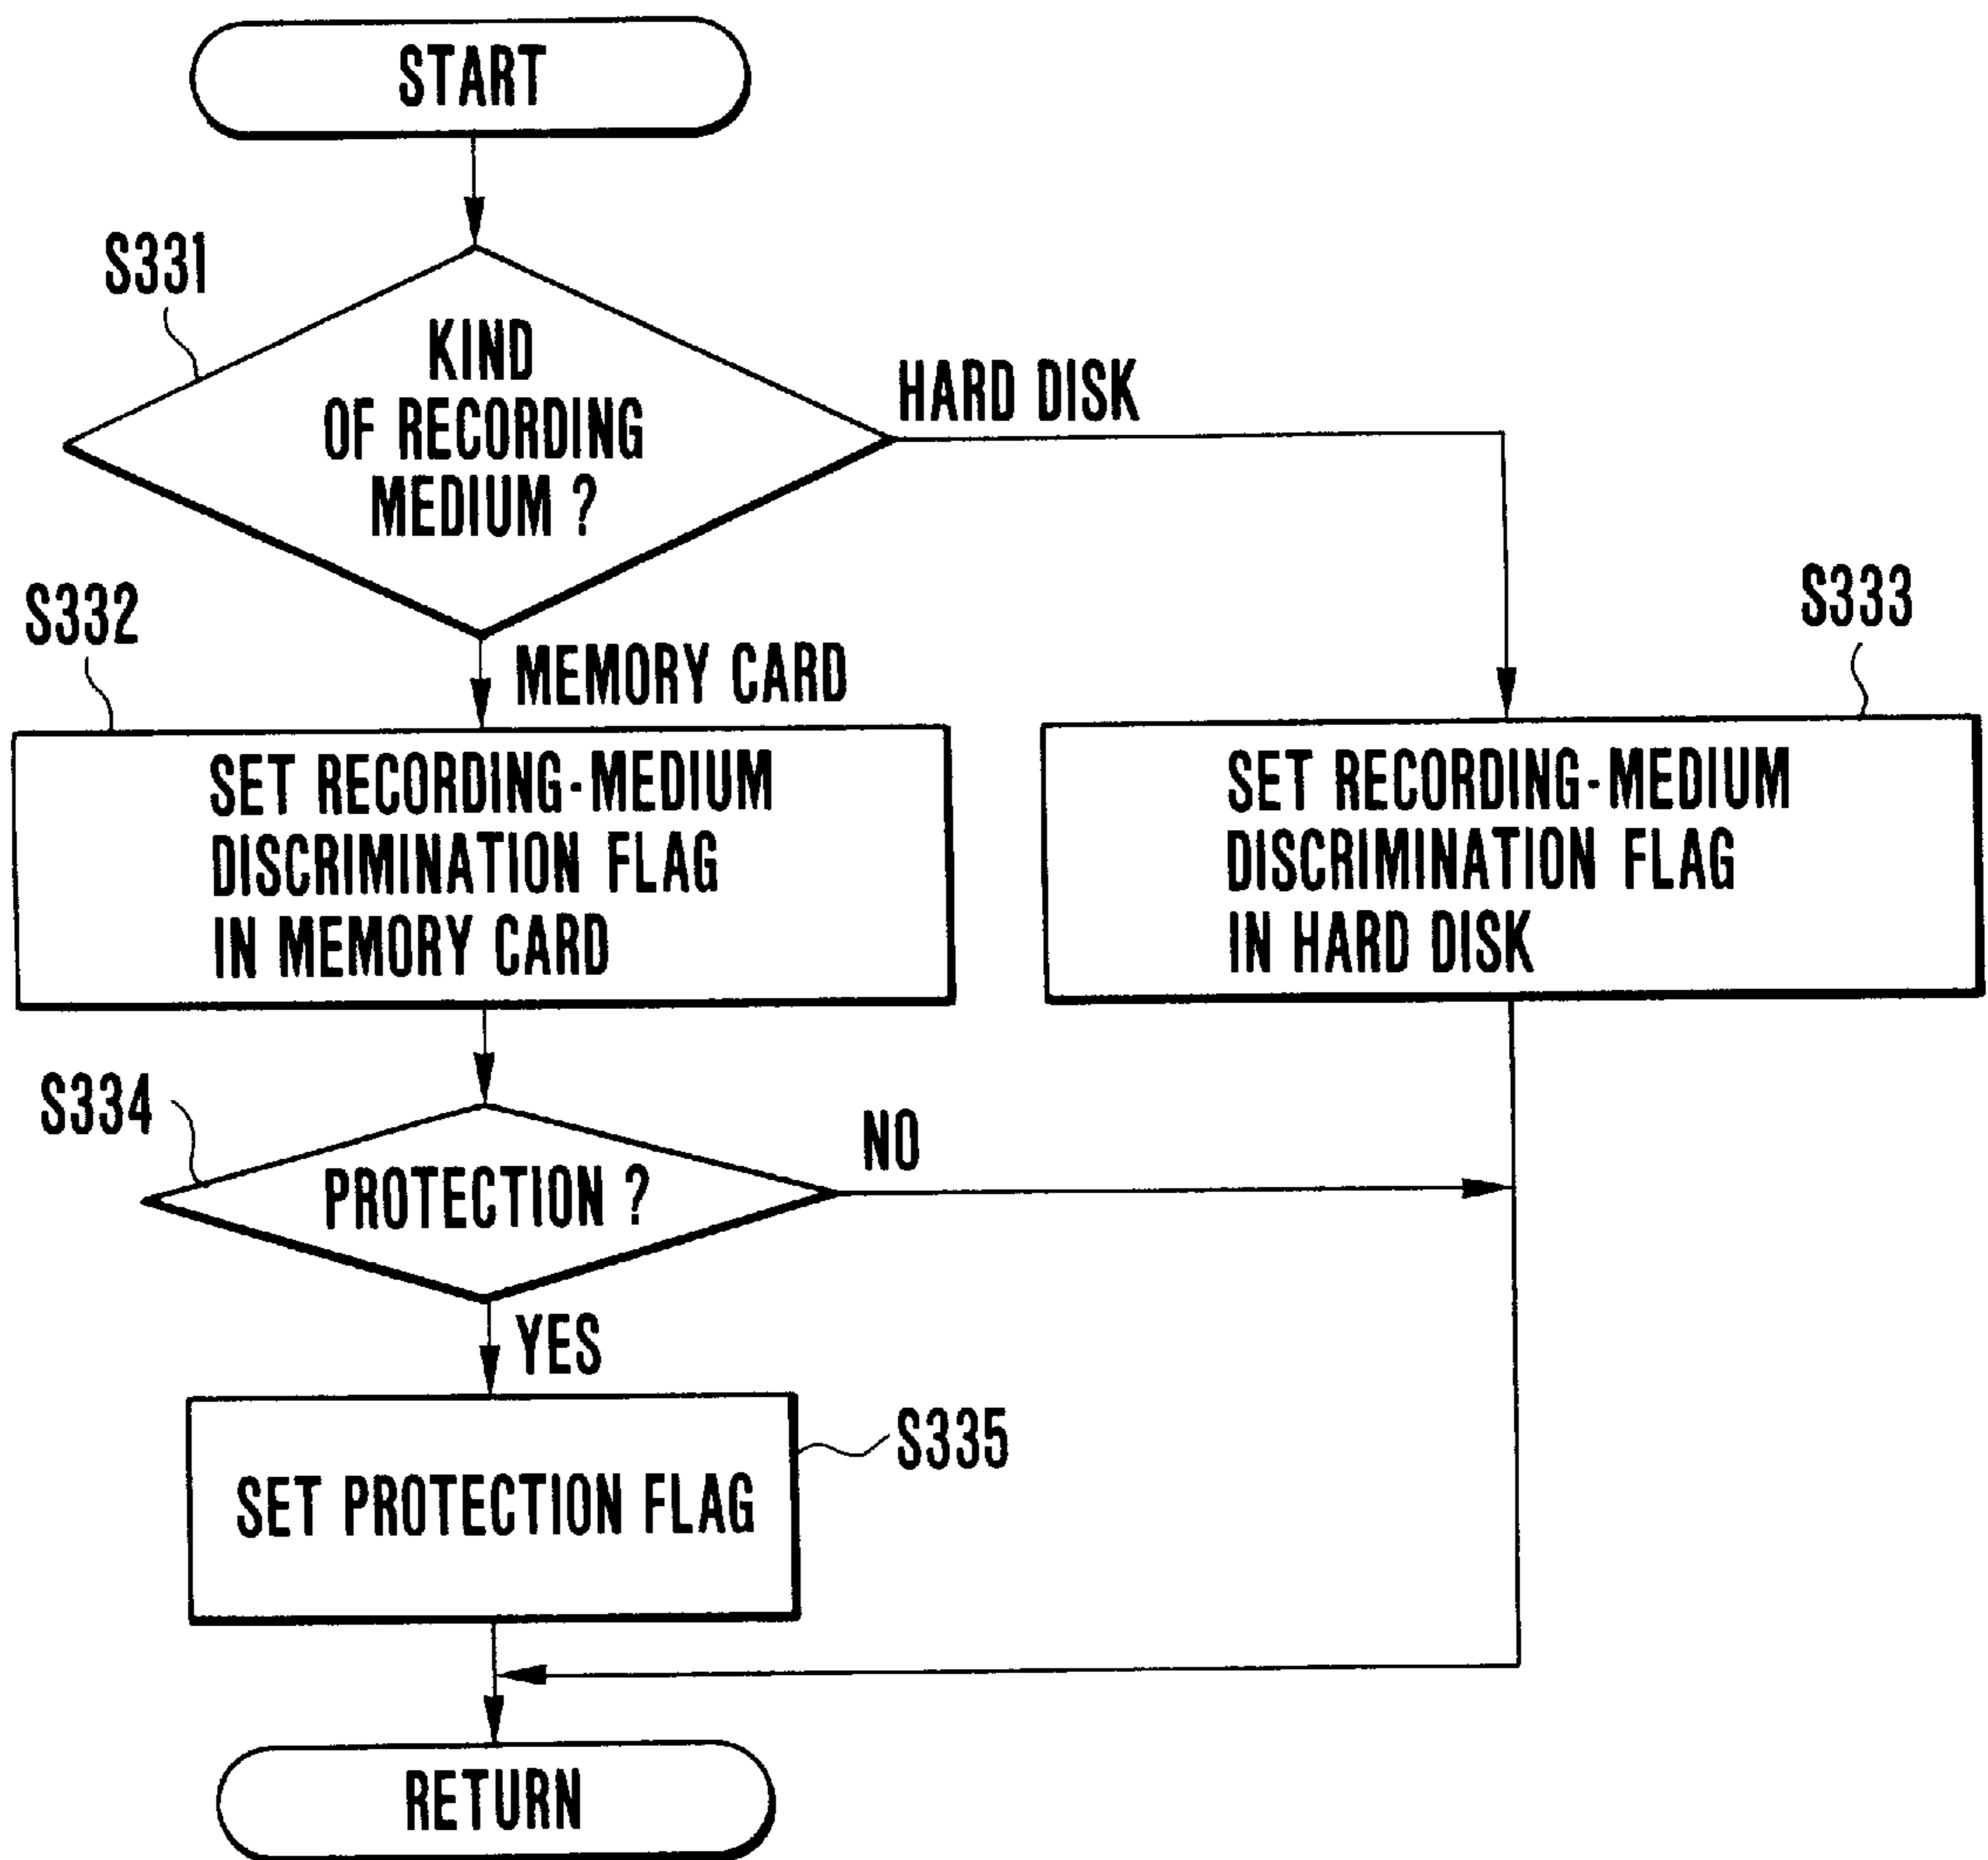 START
S331
KIND
OF RECORDING
MEDIUM ?
HARD DISK
S332
MEMORY CARD
S333
SET RECORDING-MEDIUM
DISCRIMINATION FLAG
IN MEMORY CARD
SET RECORDING-MEDIUM
DISCRIMINATION FLAG
IN HARD DISK
S334
PROTECTION ?
NO
YES
S335
SET PROTECTION FLAG
RETURN